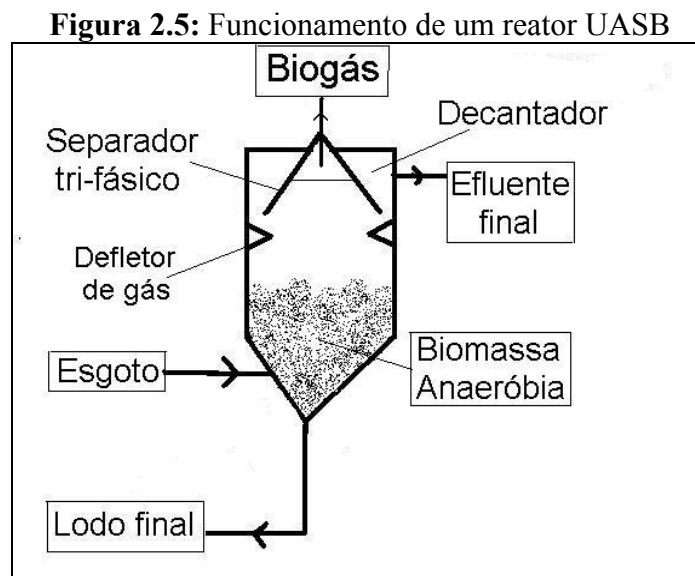 Figura 2.5: Funcionamento de um reator UASB
Biogás
Decantador
Separador
tri-fásico
Efluente
final
Defletor
de gás
Esgoto
Biomassa
Anaeróbia
Lodo final